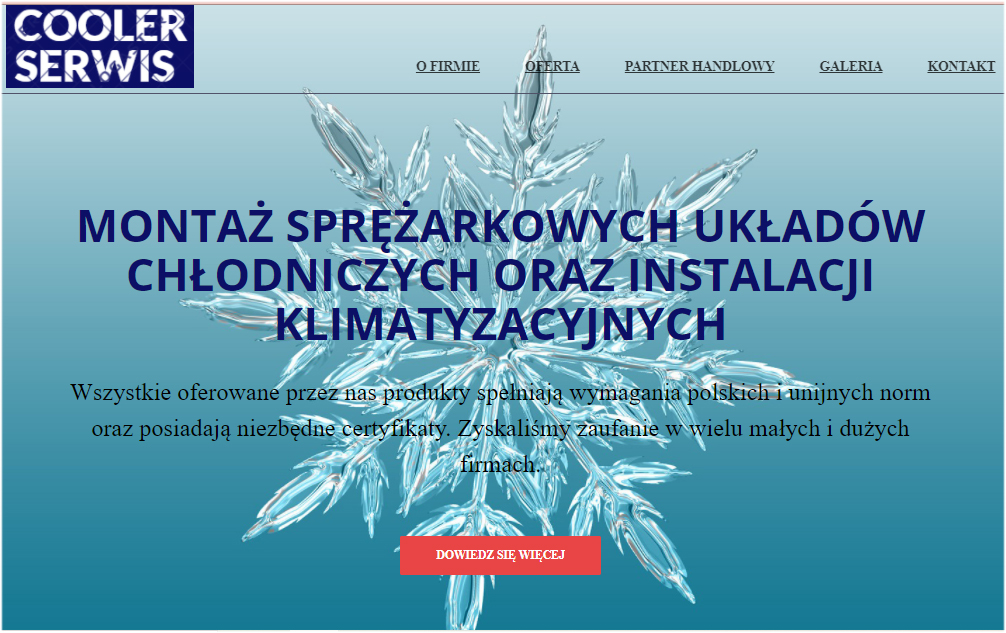 COOLER
SERWIS
O FIRMIE OFERTA PARTNER HANDLOWY GALERIA KONTAKT
MONTAŻ SPRĘŻARKOWYCH UKŁADÓW
CHŁODNICZYCH ORAZ INSTALACJI
KLIMATYZACYJNYCH
Wszystkie oferowane przez nas produkty spełniają wymagania polskich i unijnych norm
oraz posiadają niezbędne certyfikaty. Zyskaliśmy zaufanie w wielu małych i dużych
firmach.
DOWIEDZ SIĘ WIĘCEJ